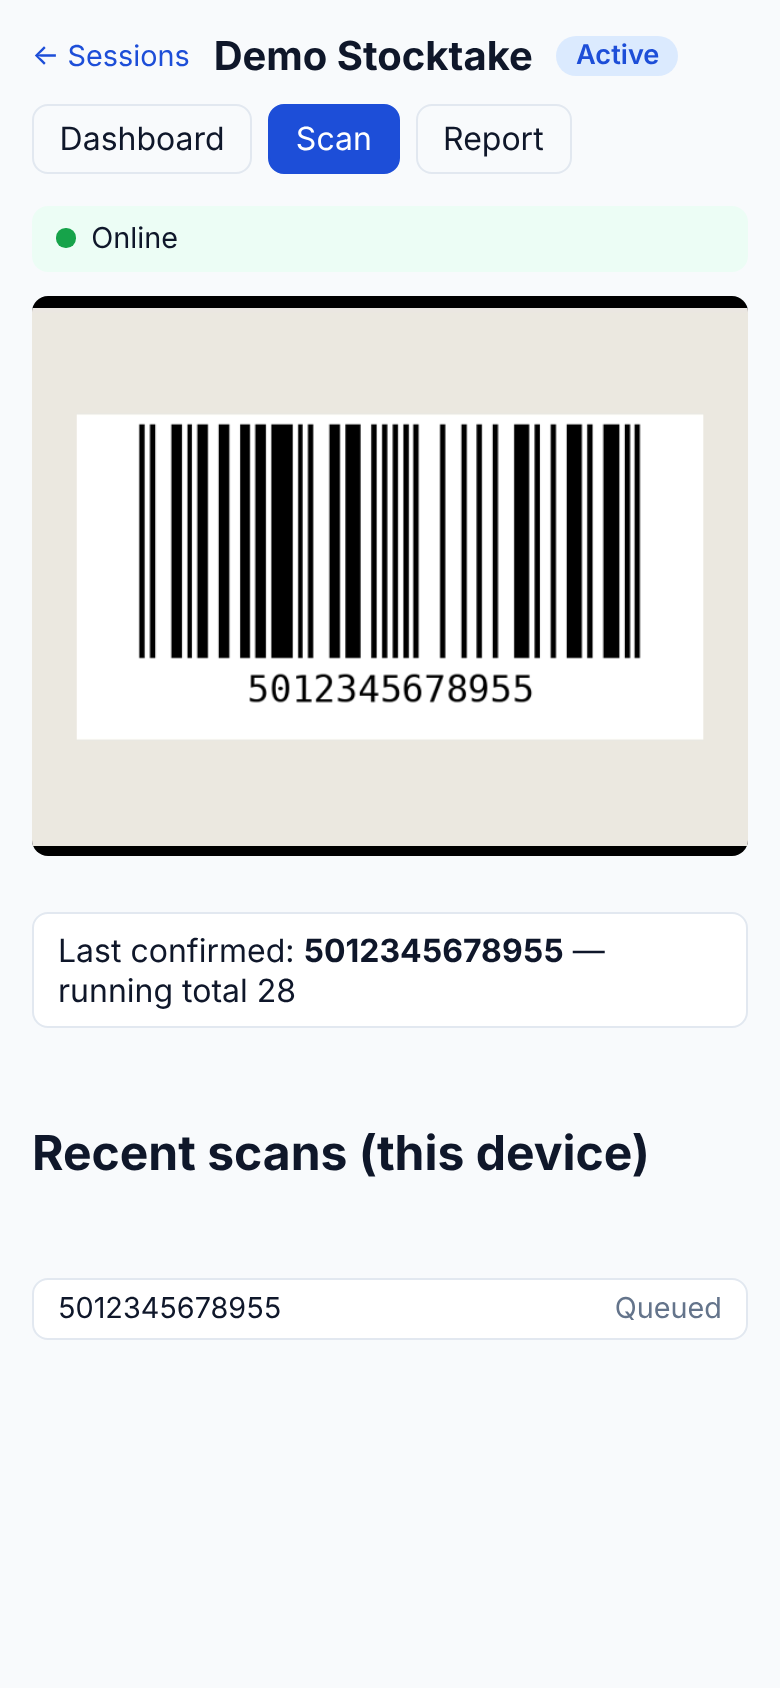 ← Sessions Demo Stocktake Active
Dashboard Scan Report
Online
5012345678955
Last confirmed: 5012345678955 —
running total 28
Recent scans (this device)
5012345678955 Queued